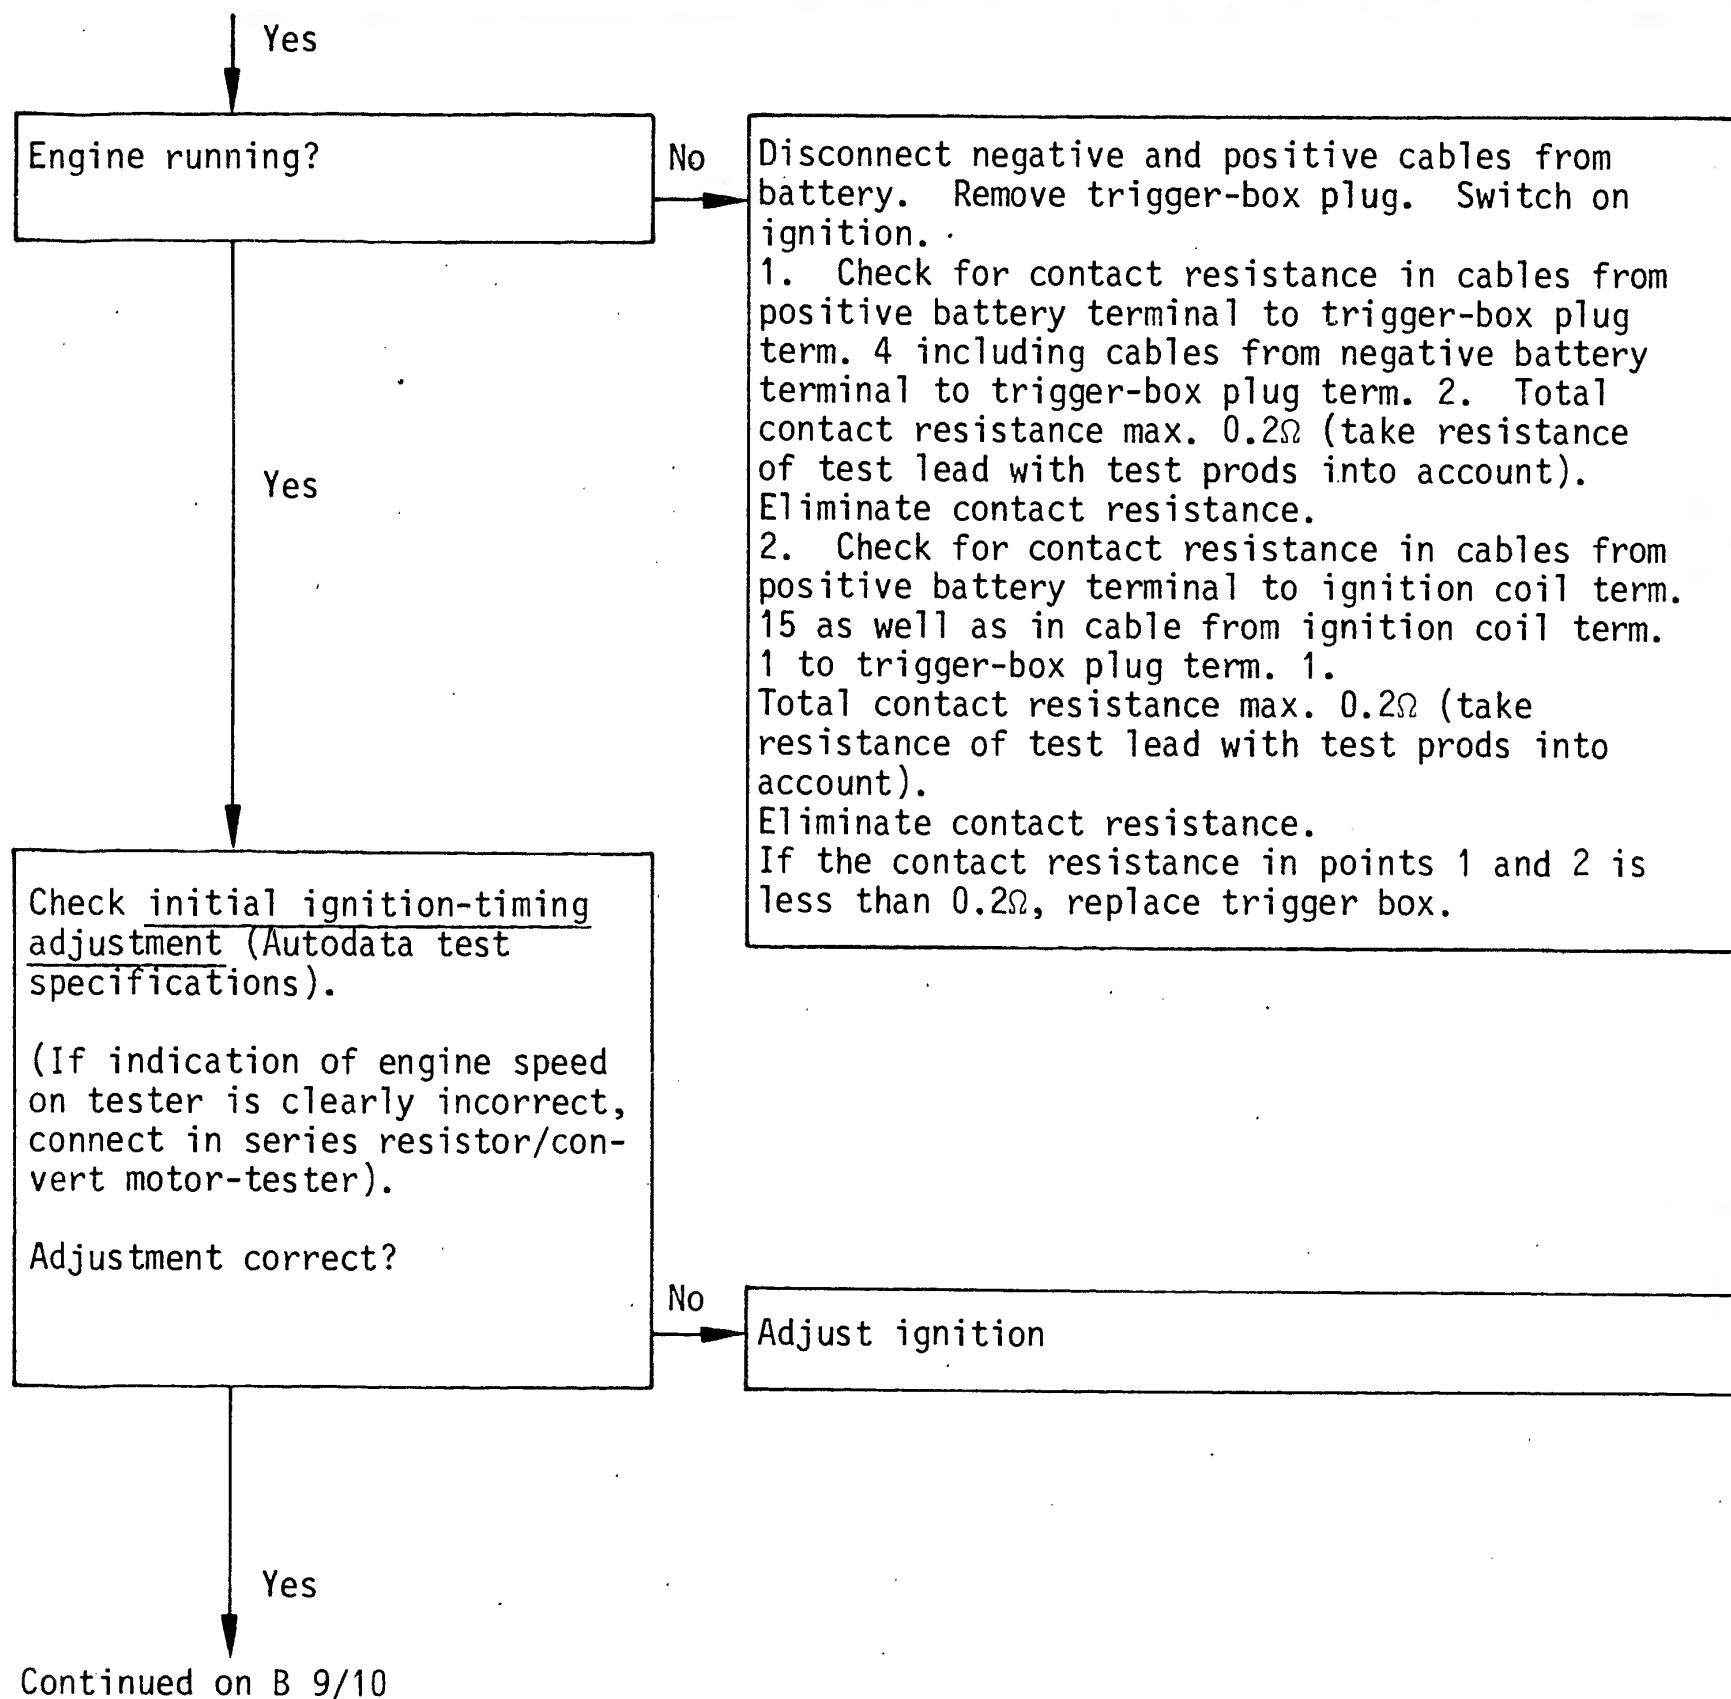 Yes
Engine running?
No
Disconnect negative and positive cables from
battery. Remove trigger-box plug. Switch on
ignition.
1. Check for contact resistance in cables from
positive battery terminal to trigger-box plug
term. 4 including cables from negative battery
terminal to trigger-box plug term. 2. Total
contact resistance max. 0.2Ω (take resistance
of test lead with test prods into account).
Eliminate contact resistance.
2. Check for contact resistance in cables from
positive battery terminal to ignition coil term.
15 as well as in cable from ignition coil term.
1 to trigger-box plug term. 1.
Total contact resistance max. 0.2Ω (take
resistance of test lead with test prods into
account).
Eliminate contact resistance.
If the contact resistance in points 1 and 2 is
less than 0.2Ω, replace trigger box.
Yes
Check initial ignition-timing
adjustment (Autodata test
specifications).
(If indication of engine speed
on tester is clearly incorrect,
connect in series resistor/con-
vert motor-tester).
Adjustment correct?
No
Adjust ignition
Yes
Continued on B 9/10